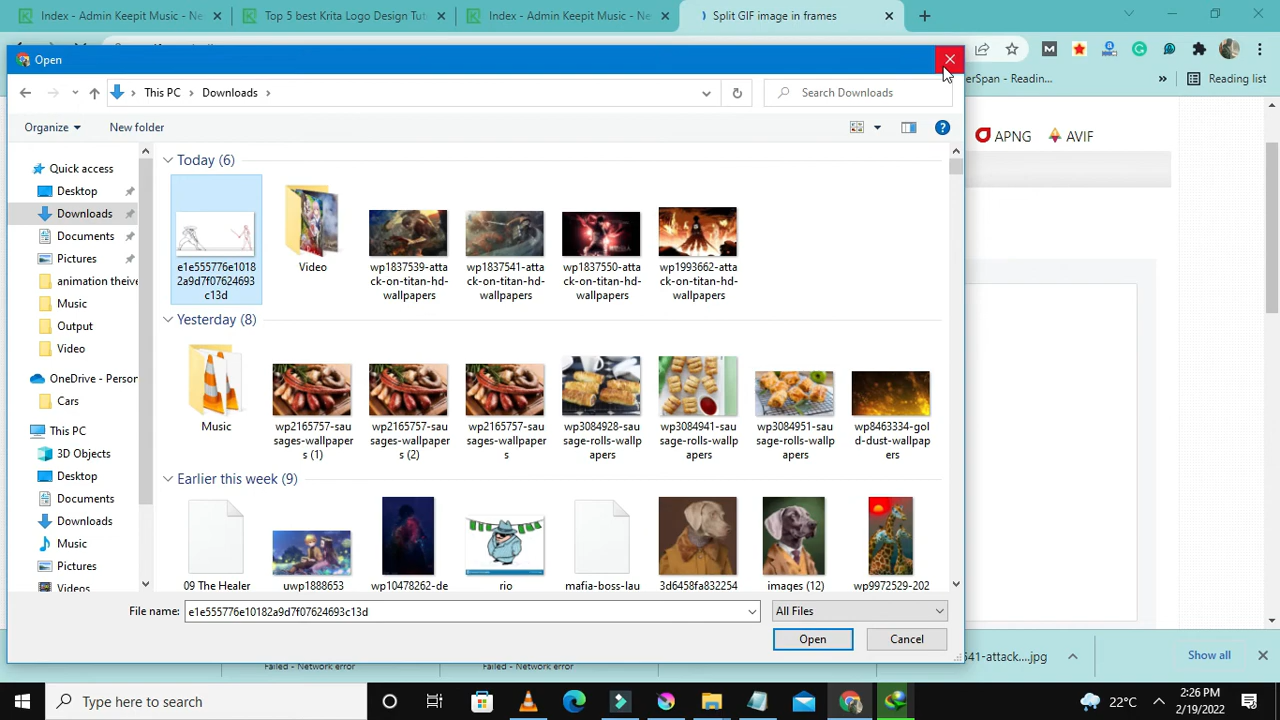 Index - Admin Keepit Music - Ne
Top 5 best Krita Logo Design Tut
Index - Admin Keepit Music - Ne
Split GIF image in frames
Open
This PC
Downloads
Search Downloads
erSpan - Readin...
Reading list
Organize
New folder
APNG
AVIF
Quick access
Desktop
Downloads
Documents
Pictures
animation theive
Music
Output
Video
OneDrive - Person
Cars
This PC
3D Objects
Desktop
Documents
Downloads
Music
Pictures
Videos
Today (6)
e1e555776e1018
2a9d7f07624693
c13d
Video
wp1837539-atta
ck-on-titan-hd-
wallpapers
wp1837541-atta
ck-on-titan-hd-
wallpapers
wp1837550-atta
ck-on-titan-hd-
wallpapers
wp1993662-atta
ck-on-titan-hd-
wallpapers
Yesterday (8)
Music
wp2165757-sau
sages-wallpaper
s (1)
wp2165757-sau
sages-wallpaper
s (2)
wp2165757-sau
sages-wallpaper
s
wp3084928-sau
sage-rolls-wallp
apers
wp3084941-sau
sage-rolls-wallp
apers
wp3084951-sau
sage-rolls-wallp
apers
wp8463334-gol
d-dust-wallpap
ers
Earlier this week (9)
09 The Healer
uwp1888653
wp10478262-de
rio
mafia-boss-lau
3d6458fa832254
images (12)
wp9972529-202
File name:
e1e555776e10182a9d7f07624693c13d
All Files
Open
Cancel
Failed - Network error
Failed - Network error
541-attack....jpg
Show all
Type here to search
22°C
2:26 PM
2/19/2022